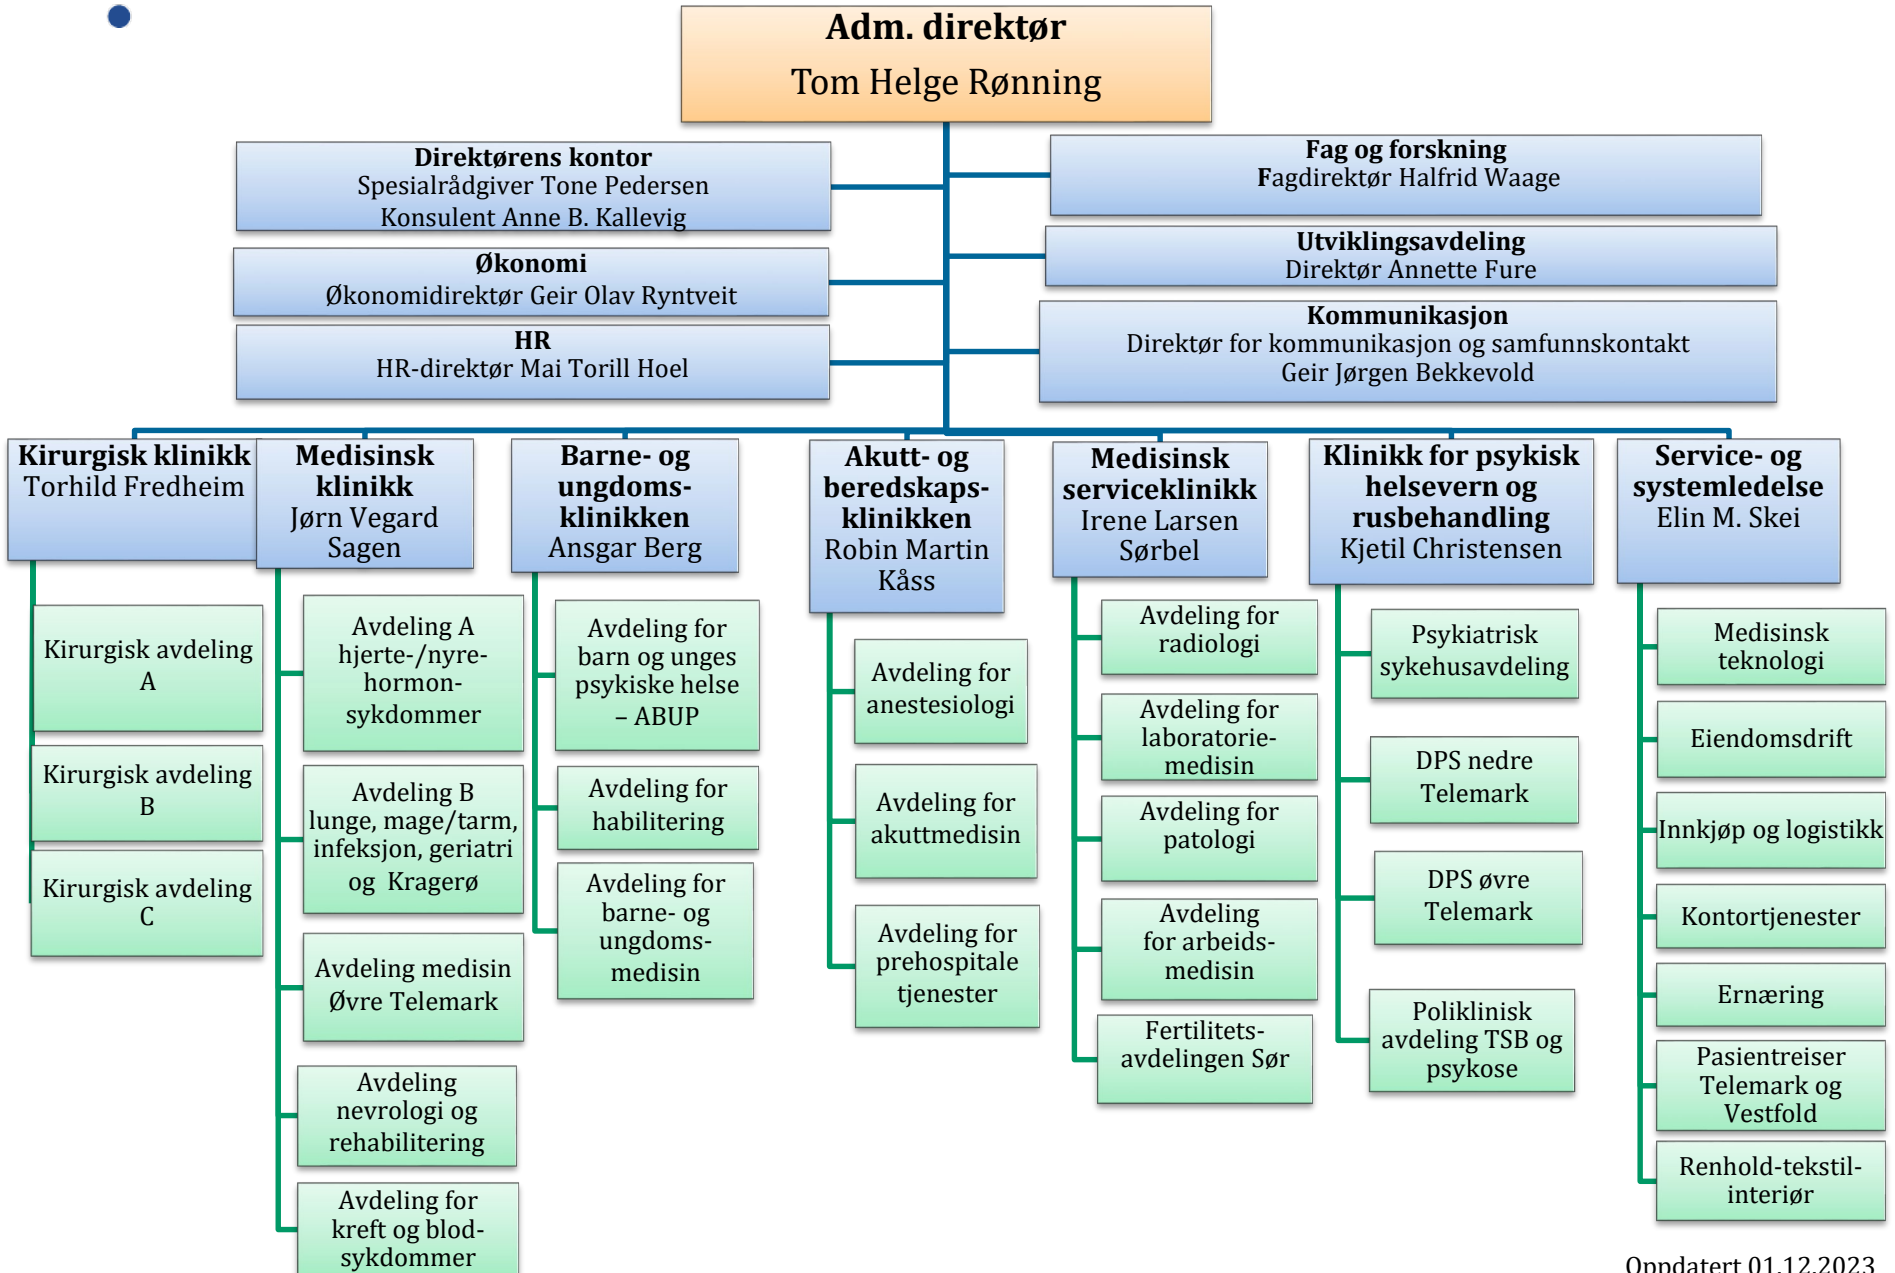 Adm. direktør
Tom Helge Rønning
Direktørens kontor
Spesialrådgiver Tone Pedersen
Konsulent Anne B. Kallevig
Fag og forskning
Fagdirektør Halfrid Waage
Økonomi
Økonomidirektør Geir Olav Ryntveit
Utviklingsavdeling
Direktør Annette Fure
HR
HR-direktør Mai Torill Hoel
Kommunikasjon
Direktør for kommunikasjon og samfunnskontakt
Geir Jørgen Bekkevold
Kirurgisk klinikk
Torhild Fredheim
Kirurgisk avdeling
A
Kirurgisk avdeling
B
Kirurgisk avdeling
C
Medisinsk
klinikk
Jørn Vegard
Sagen
Avdeling A
hjerte-/nyre-
hormon-
sykdommer
Avdeling B
lunge, mage/tarm,
infeksjon, geriatri
og Kragerø
Avdeling medisin
Øvre Telemark
Avdeling
nevrologi og
rehabilitering
Avdeling for
kreft og blod-
sykdommer
Barne- og
ungdoms-
klinikken
Ansgar Berg
Avdeling for
barn og unges
psykiske helse
– ABUP
Avdeling for
habilitering
Avdeling for
barne- og
ungdoms-
medisin
Akutt- og
beredskaps-
klinikken
Robin Martin
Kåss
Avdeling for
anestesiologi
Avdeling for
akuttmedisin
Avdeling for
prehospitale
tjenester
Medisinsk
serviceklinikk
Irene Larsen
Sørbel
Avdeling for
radiologi
Avdeling for
laboratorie-
medisin
Avdeling for
patologi
Avdeling
for arbeids-
medisin
Fertilitets-
avdelingen Sør
Klinikk for psykisk
helsevern og
rusbehandling
Kjetil Christensen
Psykiatrisk
sykehusavdeling
DPS nedre
Telemark
DPS øvre
Telemark
Poliklinisk
avdeling TSB og
psykose
Service- og
systemledelse
Elin M. Skei
Medisinsk
teknologi
Eiendomsdrift
Innkjøp og logistikk
Kontortjenester
Ernæring
Pasientreiser
Telemark og
Vestfold
Renhold-tekstil-
interiør
Oppdatert 01.12.2023